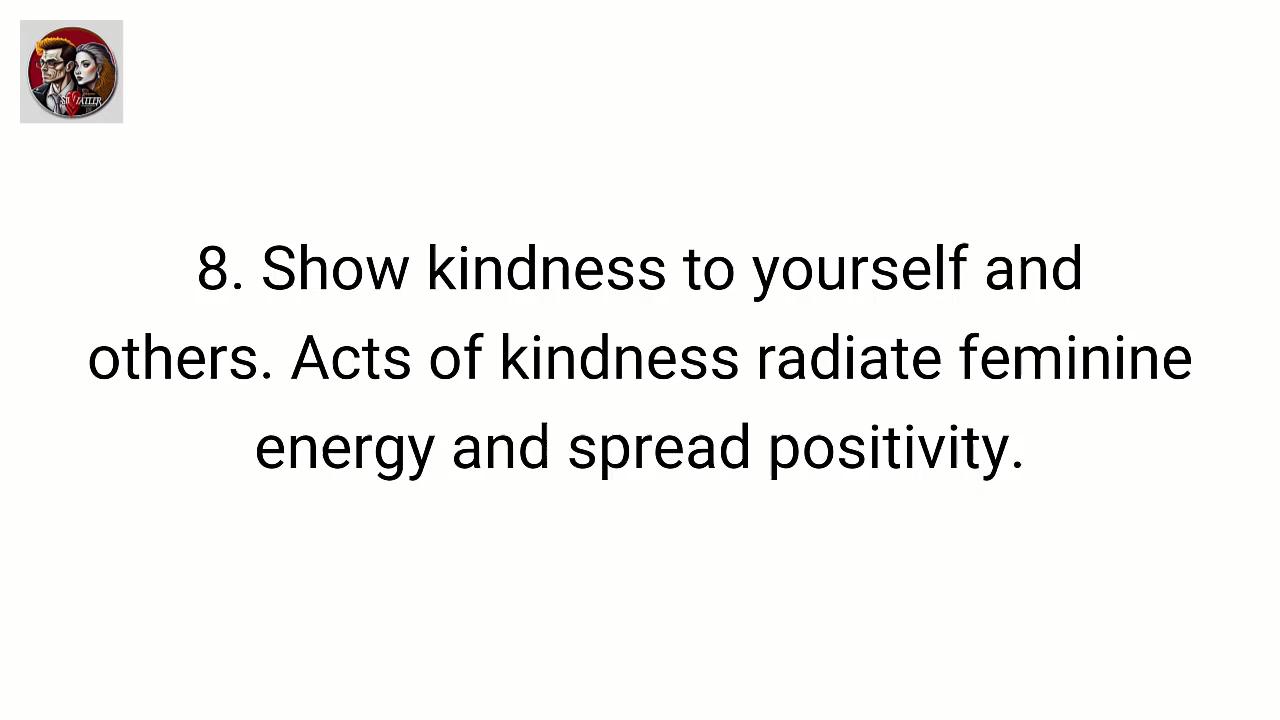 8. Show kindness to yourself and
others. Acts of kindness radiate feminine
energy and spread positivity.